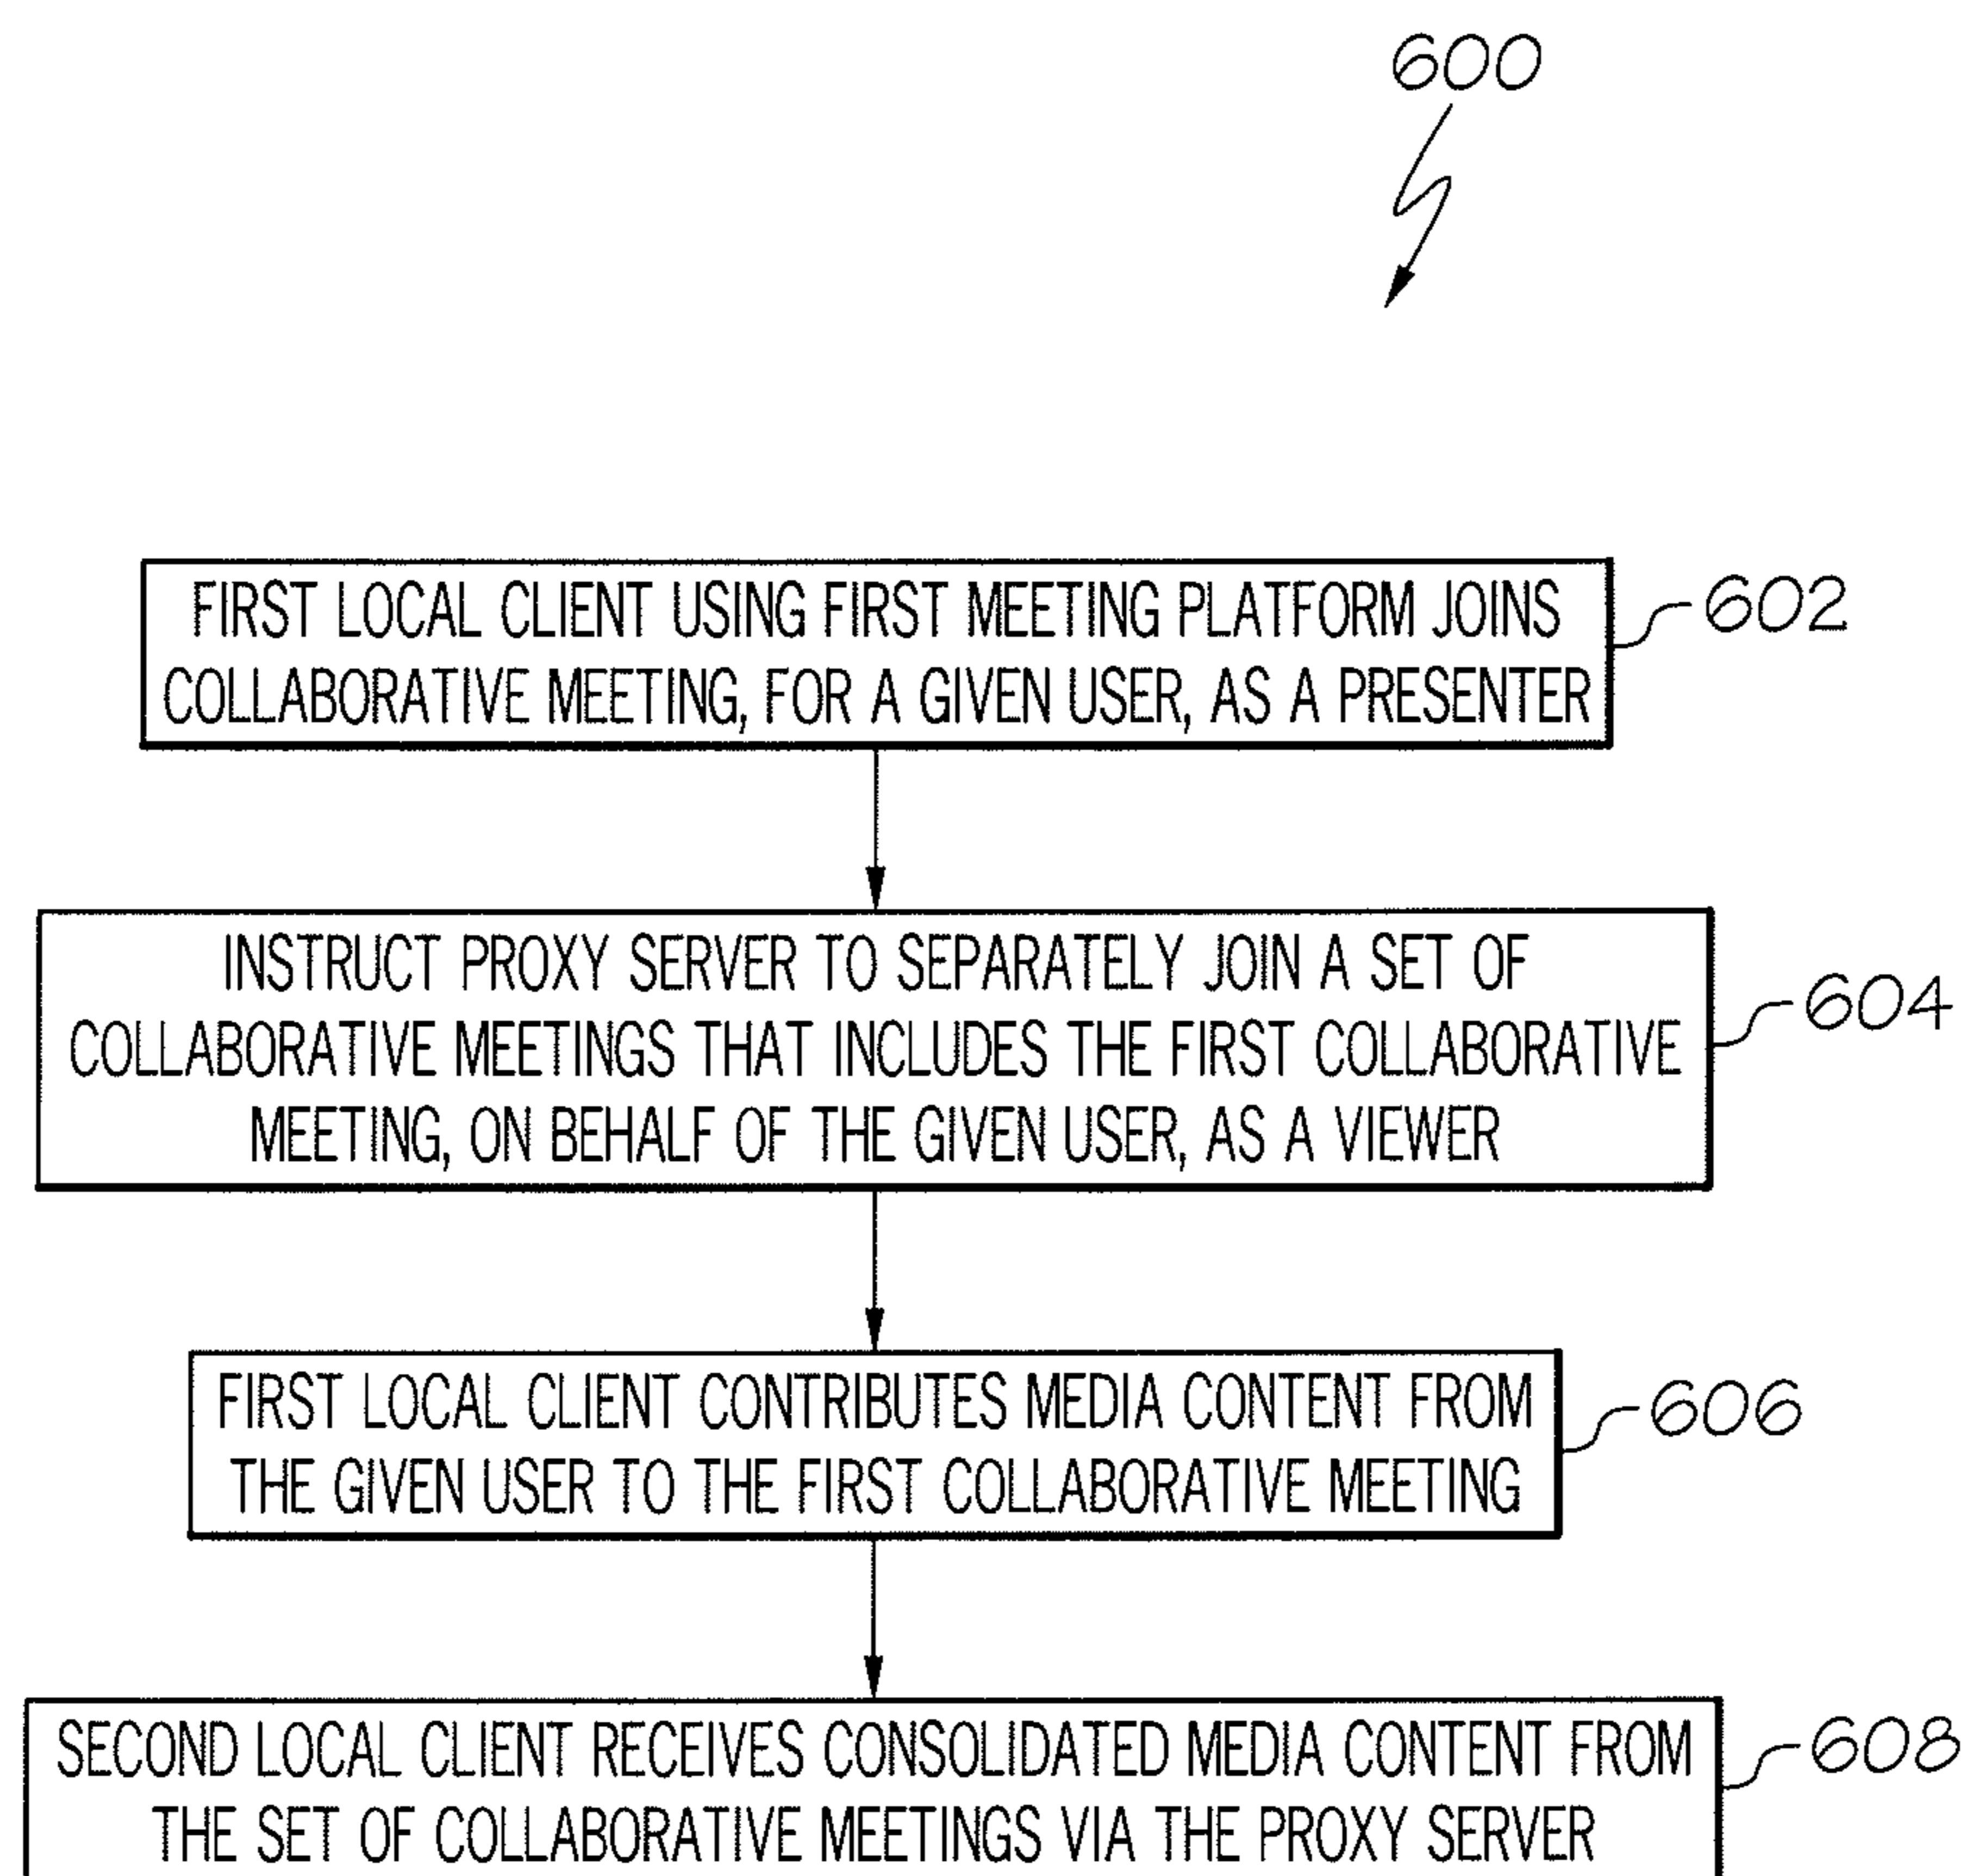 600
FIRST LOCAL CLIENT USING FIRST MEETING PLATFORM JOINS
COLLABORATIVE MEETING, FOR A GIVEN USER, AS A PRESENTER
602
INSTRUCT PROXY SERVER TO SEPARATELY JOIN A SET OF
COLLABORATIVE MEETINGS THAT INCLUDES THE FIRST COLLABORATIVE
MEETING, ON BEHALF OF THE GIVEN USER, AS A VIEWER
604
FIRST LOCAL CLIENT CONTRIBUTES MEDIA CONTENT FROM
THE GIVEN USER TO THE FIRST COLLABORATIVE MEETING
606
SECOND LOCAL CLIENT RECEIVES CONSOLIDATED MEDIA CONTENT FROM
THE SET OF COLLABORATIVE MEETINGS VIA THE PROXY SERVER
608